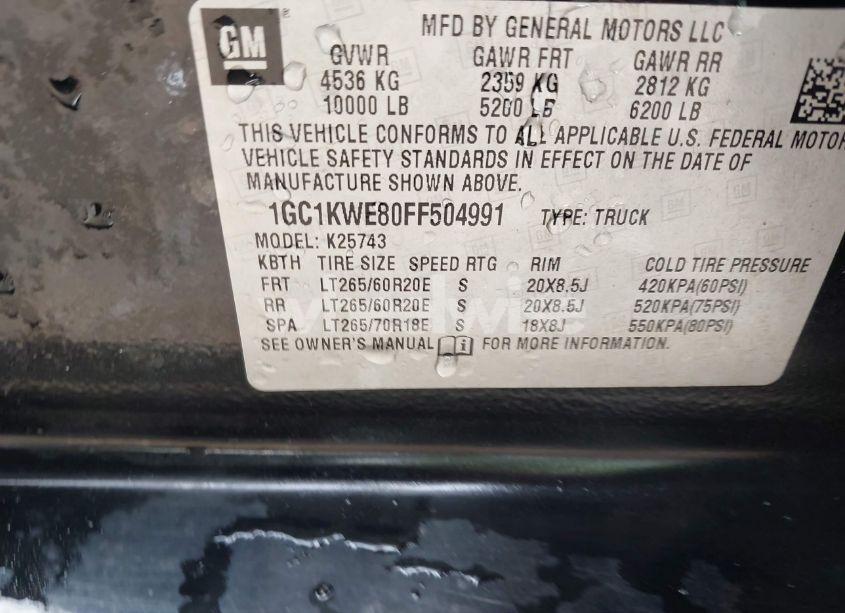 GM
MFD BY GENERAL MOTORS LLC
GVWR GAWR FRT GAWR RR
4536 KG 2359 KG 2812 KG
10000 LB 5200 LB 6200 LB
THIS VEHICLE CONFORMS TO ALL APPLICABLE U.S. FEDERAL MOTOR
VEHICLE SAFETY STANDARDS IN EFFECT ON THE DATE OF
MANUFACTURE SHOWN ABOVE.
1GC1KWE80FF504991 TYPE: TRUCK
MODEL: K25743
KBTH TIRE SIZE SPEED RTG RIM COLD TIRE PRESSURE
FRT LT265/60R20E S 20X8.5J 420KPA(60PSI)
RR LT265/60R20E S 20X8.5J 520KPA(75PSI)
SPA LT265/70R18E S 18X8J 550KPA(80PSI)
SEE OWNER'S MANUAL FOR MORE INFORMATION.